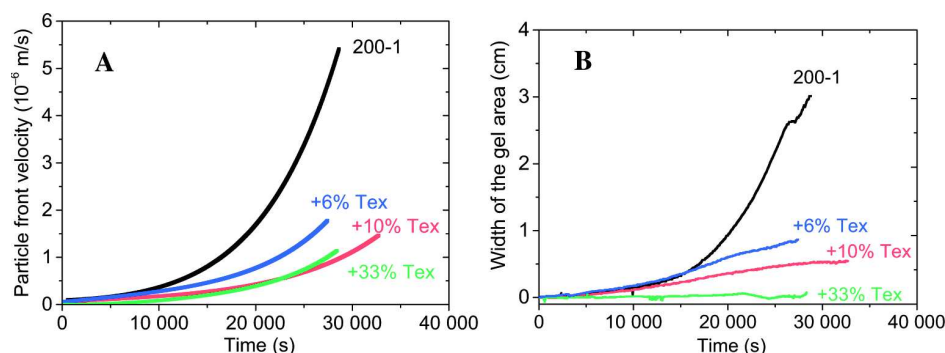 A
Particle front velocity (10⁻⁶ m/s)
6
5
4
3
2
1
0
200-1
+6% Tex
+10% Tex
+33% Tex
0 10 000 20 000 30 000 40 000
Time (s)
B
Width of the gel area (cm)
4
3
2
1
0
200-1
+6% Tex
+10% Tex
+33% Tex
0 10 000 20 000 30 000 40 000
Time (s)